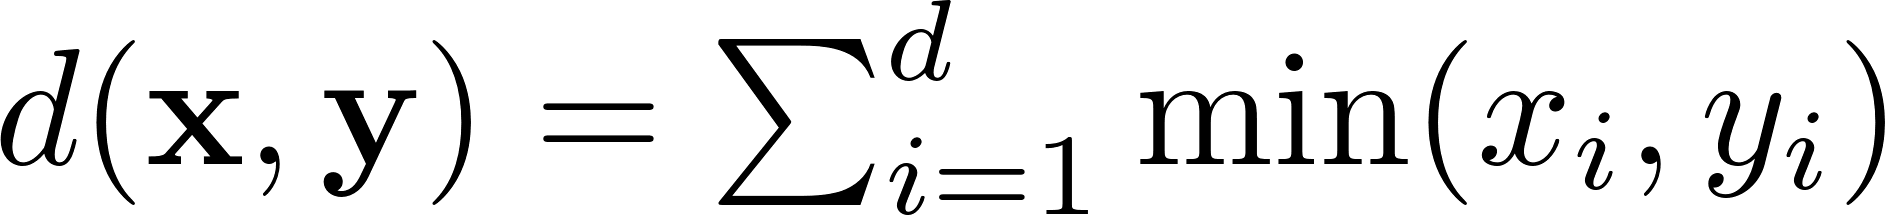 d(𝐱, 𝐲) = ∑_{i=1}^{d} min(x_i, y_i)